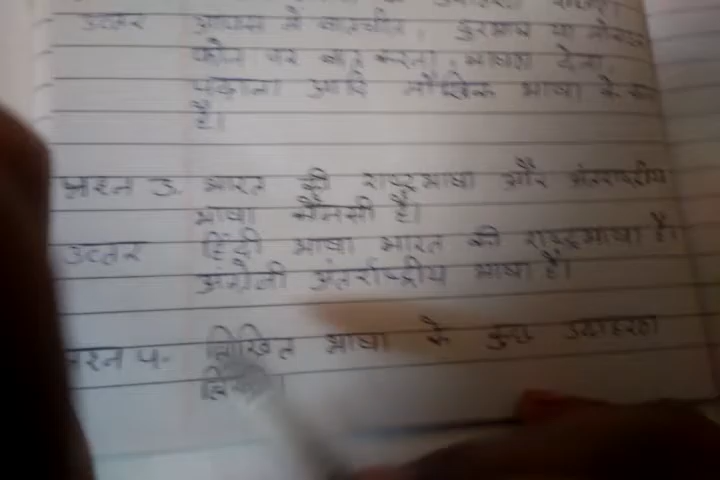 उत्तर आपस में बातचीत, दूरभाष या
फोन पर बात करना, भाषण देना,
पढ़ाना आदि मौखिक भाषा के रूप
है।
प्रश्न 3. भारत की राष्ट्रभाषा और अंतर्राष्ट्रीय
भाषा कौनसी है।
उत्तर हिंदी भाषा भारत की राष्ट्रभाषा है।
अंग्रेजी अंतर्राष्ट्रीय भाषा है।
प्रश्न 4- लिखित भाषा के कुछ उदाहरण